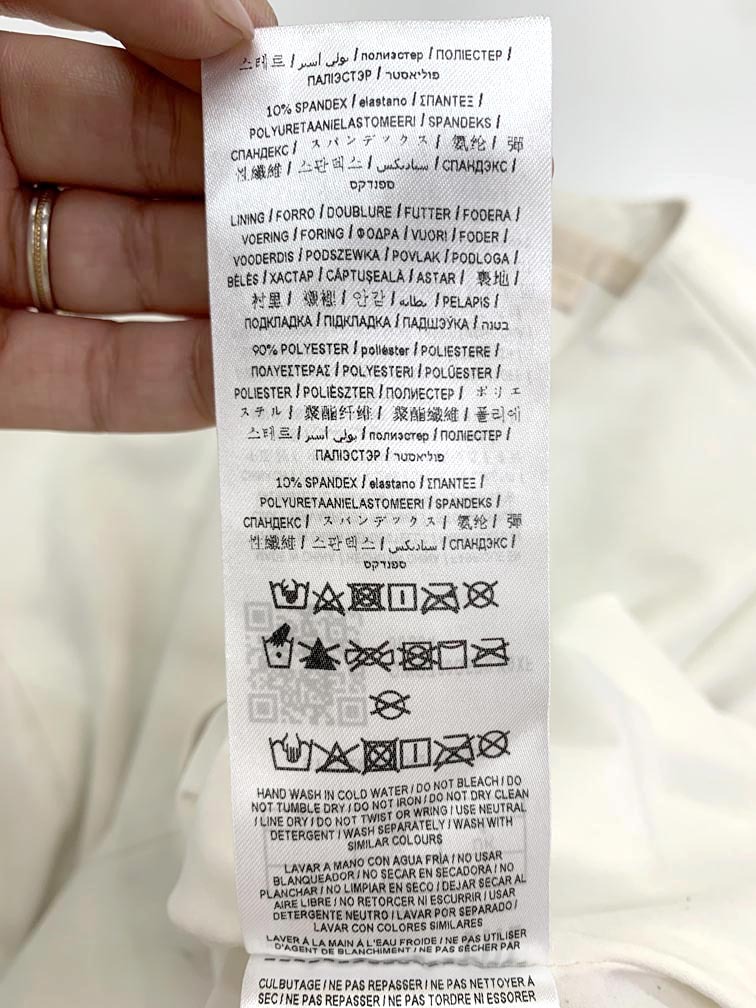 스테르 / بولی أستر / полиэстер / ПОЛІЕСТЕР /
ПАЛІЭСТЭР / פוליאסטר
10% SPANDEX / elastano / ΣΠΑΝΤΕΞ /
POLYURETAANIELASTOMEERI / SPANDEKS /
СПАНДЕКС / スパンデックス / 氨纶 / 彈
性纖維 / 스판덱스 / سباندكس / СПАНДЭКС /
ספנדקס
LINING / FORRO / DOUBLURE / FUTTER / FODERA /
VOERING / FORING / ΦΟΔΡΑ / VUORI / FODER /
VOODERDIS / PODSZEWKA / POVLAK / PODLOGA /
BÉLÉS / ХАСТАР / CĂPTUŞEALĂ / ASTAR / 裏地 /
村里 / 襯裡 / 안감 / بطانة / PELAPIS /
ПОДКЛАДКА / ПІДКЛАДКА / ПАДШЭЎКА / בטנה
90% POLYESTER / poliéster / POLIESTERE /
ΠΟΛΥΕΣΤΕΡΑΣ / POLYESTERI / POLÜESTER /
POLIESTER / POLIÉSZTER / ПОЛИЕСТЕР / ポリエ
ステル / 聚酯纤维 / 聚酯纖維 / 폴리에
스테르 / بولی أستر / полиэстер / ПОЛІЕСТЕР /
ПАЛІЭСТЭР / פוליאסטר
10% SPANDEX / elastano / ΣΠΑΝΤΕΞ /
POLYURETAANIELASTOMEERI / SPANDEKS /
СПАНДЕКС / スパンデックス / 氨纶 / 彈
性纖維 / 스판덱스 / سباندكس / СПАНДЭКС /
ספנדקס
HAND WASH IN COLD WATER / DO NOT BLEACH / DO
NOT TUMBLE DRY / DO NOT IRON / DO NOT DRY CLEAN
/ LINE DRY / DO NOT TWIST OR WRING / USE NEUTRAL
DETERGENT / WASH SEPARATELY / WASH WITH
SIMILAR COLOURS
LAVAR A MANO CON AGUA FRÍA / NO USAR
BLANQUEADOR / NO SECAR EN SECADORA / NO
PLANCHAR / NO LIMPIAR EN SECO / DEJAR SECAR AL
AIRE LIBRE / NO RETORCER NI ESCURRIR / USAR
DETERGENTE NEUTRO / LAVAR POR SEPARADO /
LAVAR CON COLORES SIMILARES
LAVER À LA MAIN À L'EAU FROIDE / NE PAS UTILISER
D'AGENT DE BLANCHIMENT / NE PAS SÉCHER PAR
CULBUTAGE / NE PAS REPASSER / NE PAS NETTOYER À
SEC / NE PAS REPASSER / NE PAS TORDRE NI ESSORER